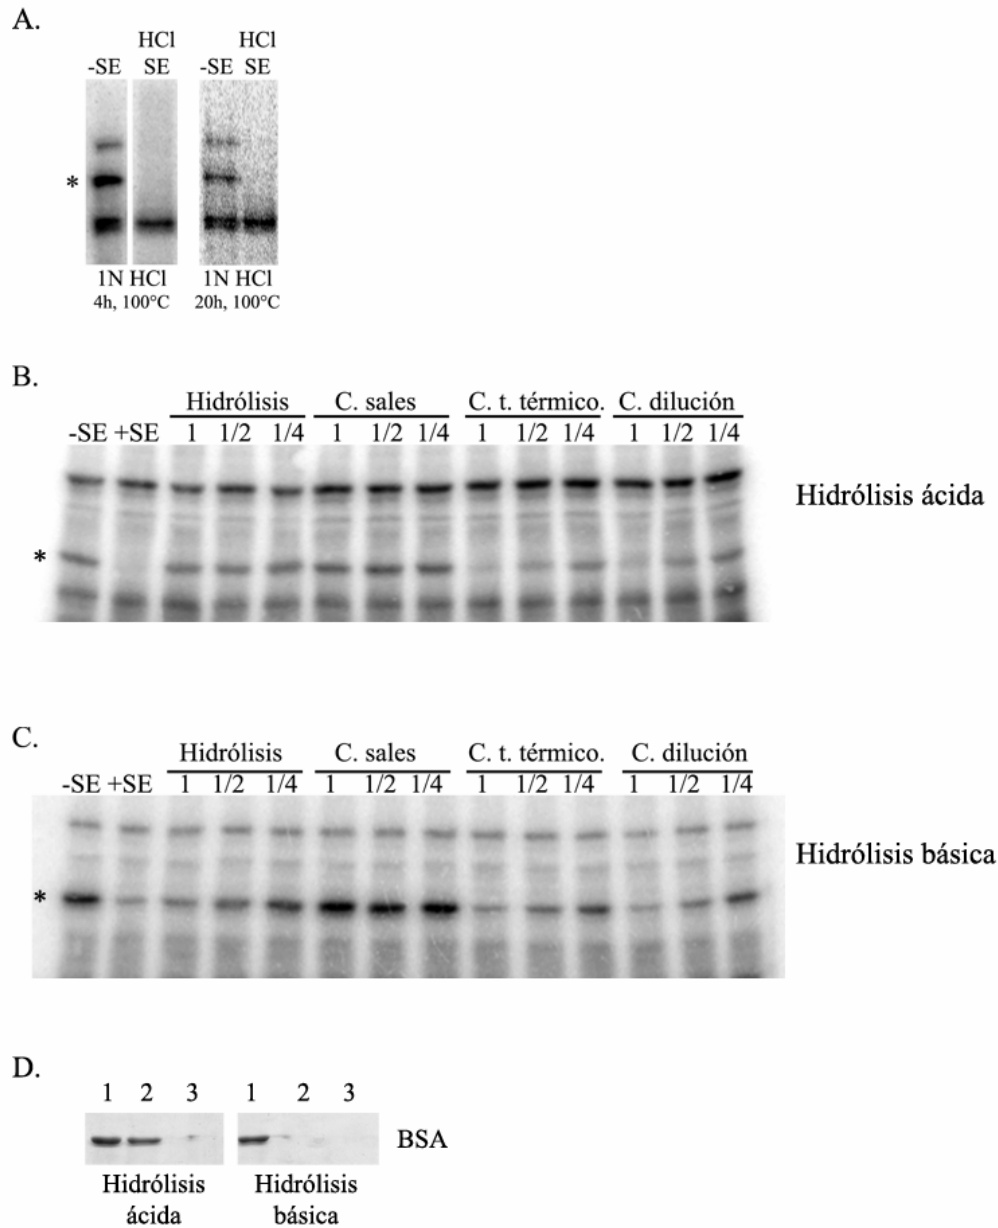 A.
HCl HCl
-SE SE -SE SE
*
1N HCl 1N HCl
4h, 100°C 20h, 100°C
B.
Hidrólisis C. sales C. t. térmico. C. dilución
-SE +SE 1 1/2 1/4 1 1/2 1/4 1 1/2 1/4 1 1/2 1/4
Hidrólisis ácida
*
C.
Hidrólisis C. sales C. t. térmico. C. dilución
-SE +SE 1 1/2 1/4 1 1/2 1/4 1 1/2 1/4 1 1/2 1/4
Hidrólisis básica
*
D.
1 2 3 1 2 3
BSA
Hidrólisis Hidrólisis
ácida básica